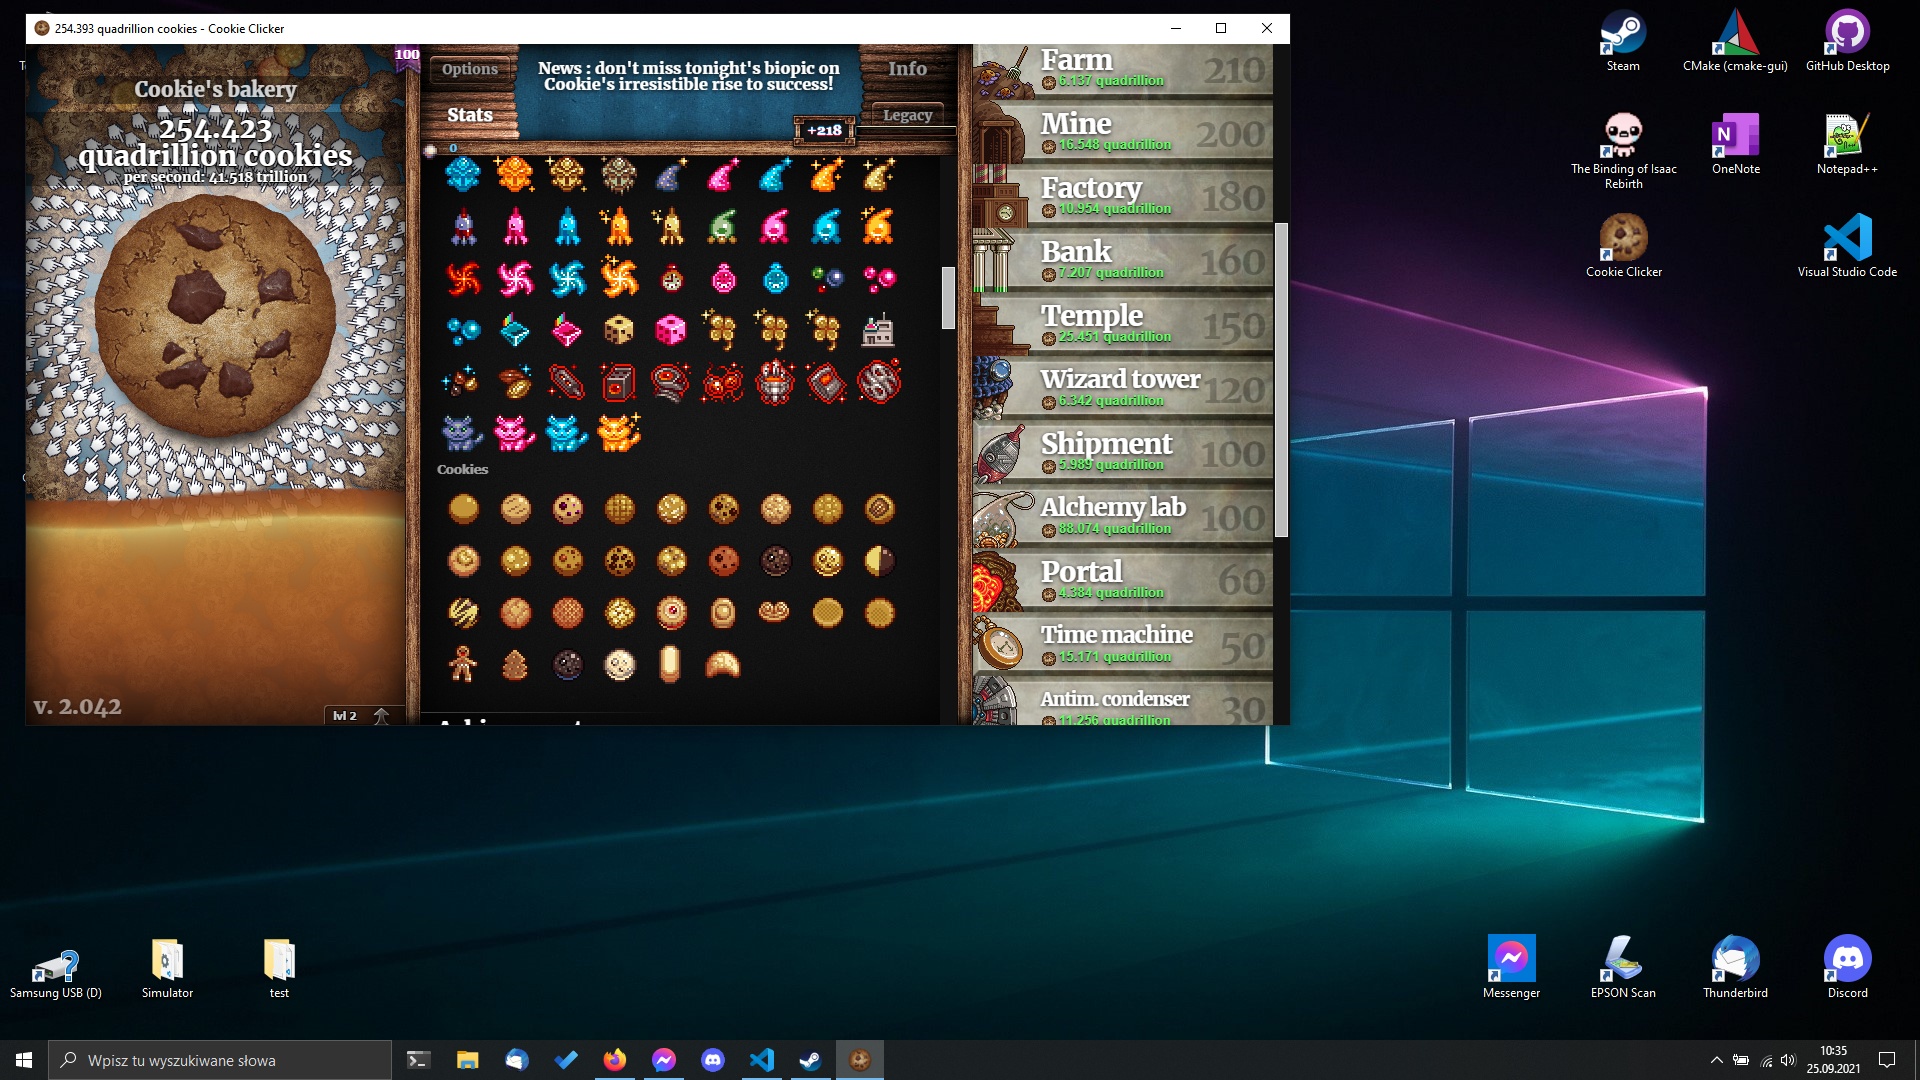 254.393 quadrillion cookies - Cookie Clicker
100
Cookie's bakery
254.423
quadrillion cookies
per second: 41.518 trillion
v. 2.042
lvl 2
Options
Stats
News : don't miss tonight's biopic on
Cookie's irresistible rise to success!
Info
Legacy
+218
0
Cookies
Farm
6.137 quadrillion
210
Mine
16.548 quadrillion
200
Factory
10.954 quadrillion
180
Bank
7.207 quadrillion
160
Temple
25.451 quadrillion
150
Wizard tower
6.342 quadrillion
120
Shipment
5.989 quadrillion
100
Alchemy lab
88.074 quadrillion
100
Portal
4.384 quadrillion
60
Time machine
15.171 quadrillion
50
Antim. condenser
11.256 quadrillion
30
Steam
CMake (cmake-gui)
GitHub Desktop
The Binding of Isaac
Rebirth
OneNote
Notepad++
Cookie Clicker
Visual Studio Code
Samsung USB (D)
Simulator
test
Messenger
EPSON Scan
Thunderbird
Discord
Wpisz tu wyszukiwane słowa
10:35
25.09.2021